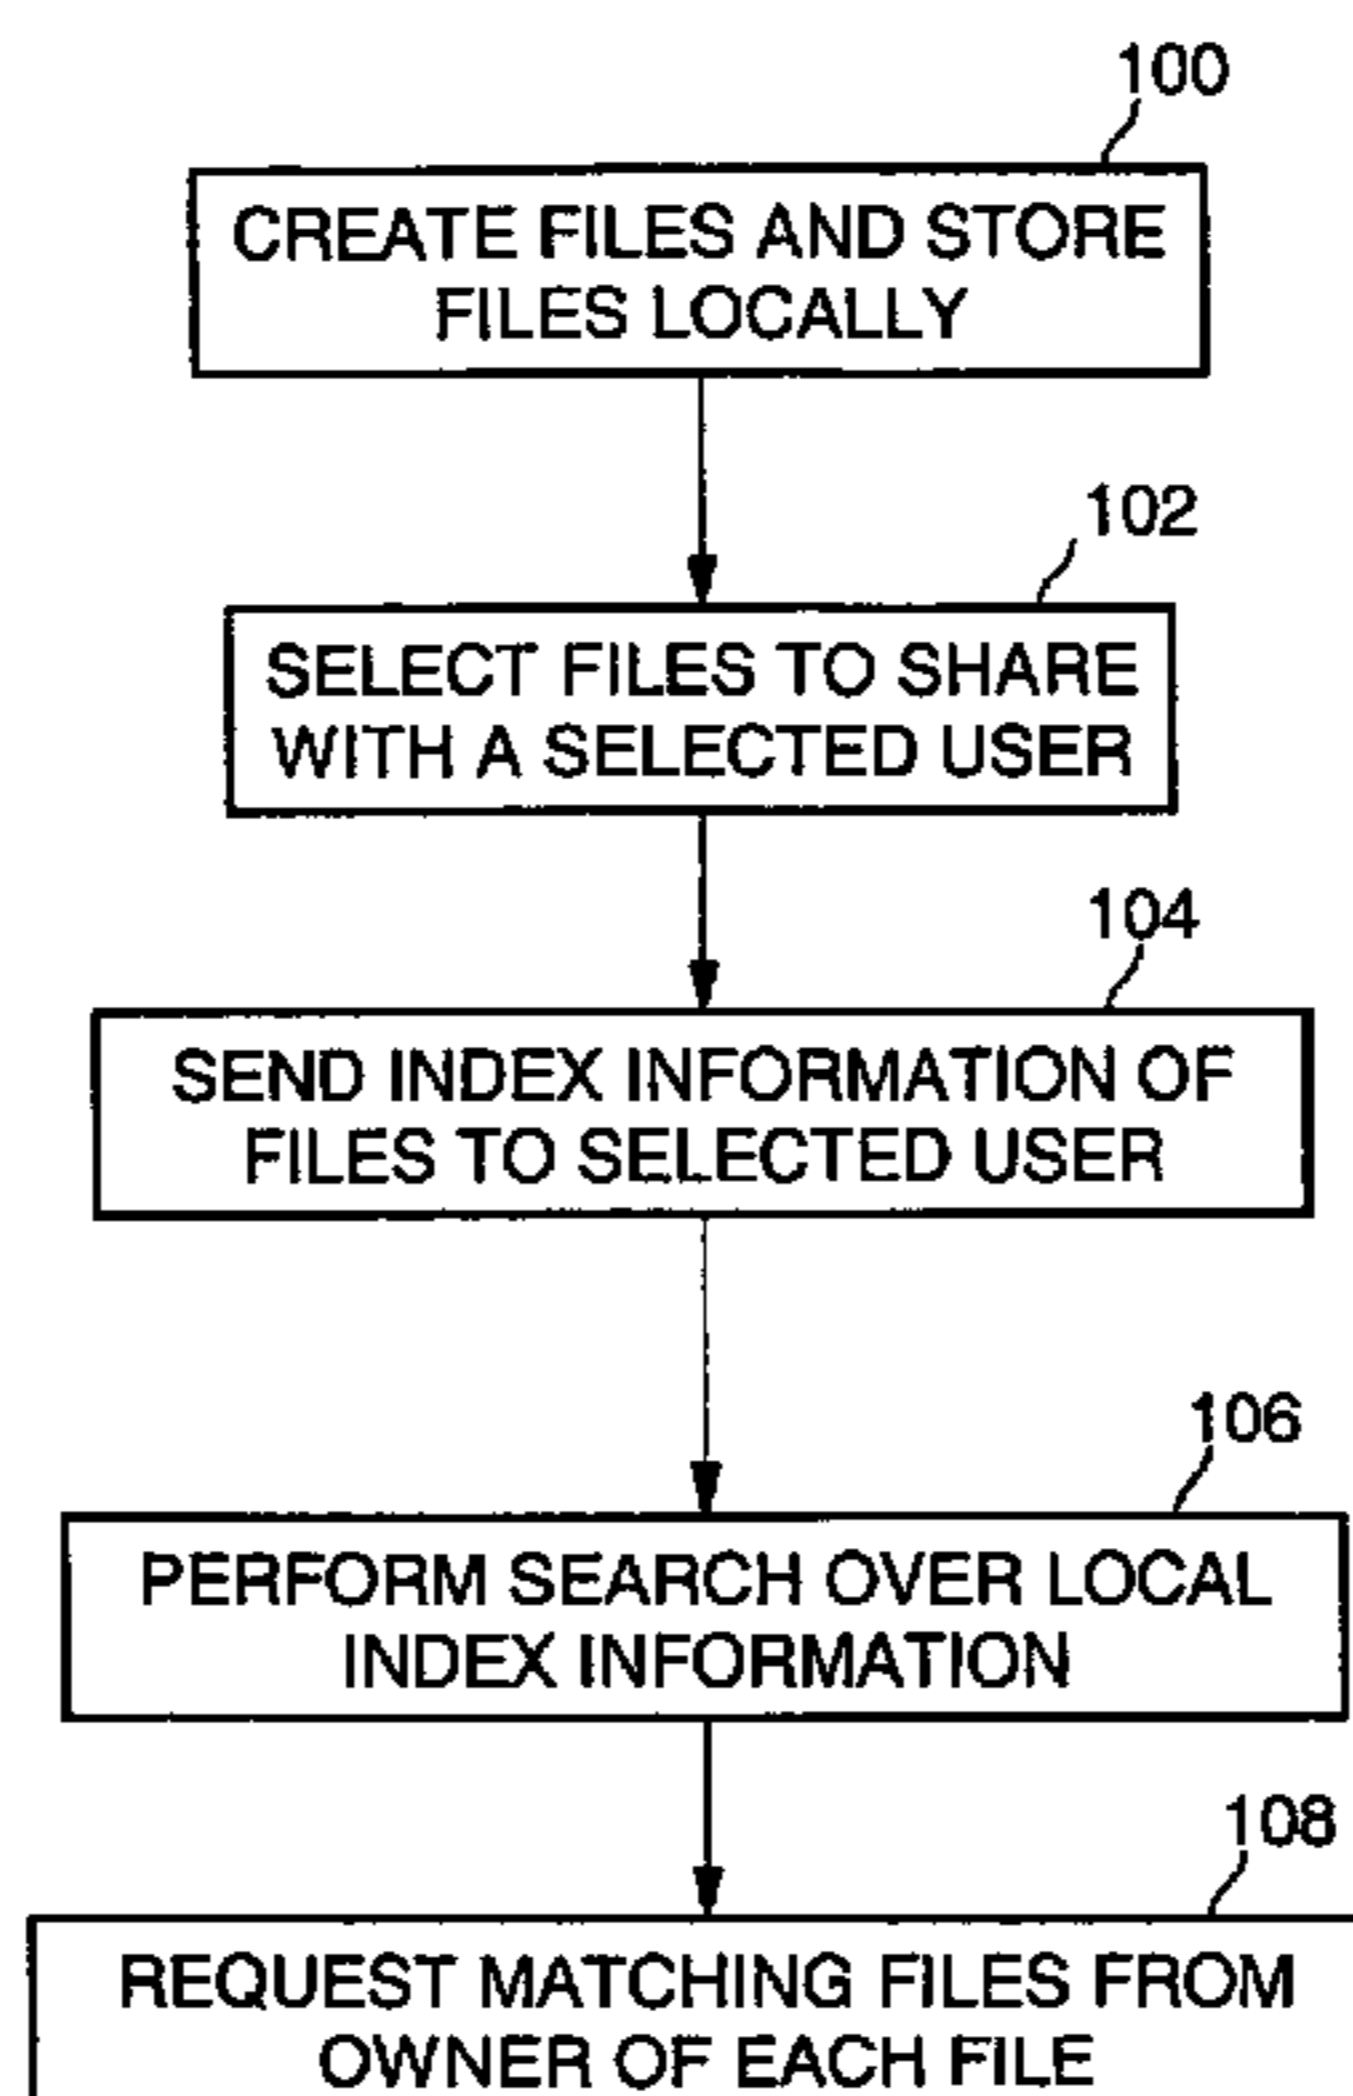 100
CREATE FILES AND STORE
FILES LOCALLY
102
SELECT FILES TO SHARE
WITH A SELECTED USER
104
SEND INDEX INFORMATION OF
FILES TO SELECTED USER
106
PERFORM SEARCH OVER LOCAL
INDEX INFORMATION
108
REQUEST MATCHING FILES FROM
OWNER OF EACH FILE